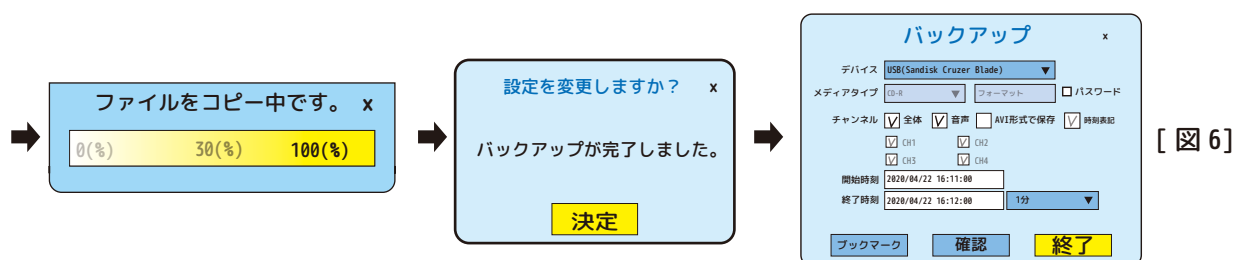 ファイルをコピー中です。 x
0(%) 30(%) 100(%)
設定を変更しますか? x
バックアップが完了しました。
決定
バックアップ x
デバイス USB(Sandisk Cruzer Blade) ▼
メディアタイプ CD-R ▼ フォーマット パスワード
チャンネル 全体 音声 AVI形式で保存 時刻表記
CH1 CH2
CH3 CH4
開始時刻 2020/04/22 16:11:00
終了時刻 2020/04/22 16:12:00 1分 ▼
ブックマーク 確認 終了
[図6]